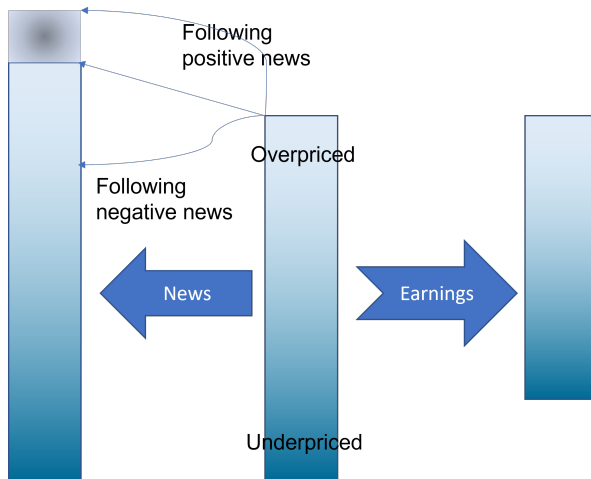 Following
positive news
Overpriced
Following
negative news
News
Earnings
Underpriced